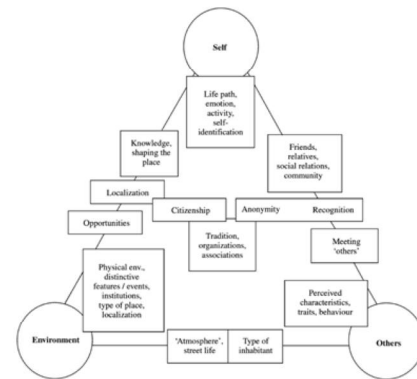 Self
Life path,
emotion,
activity,
self-
identification
Knowledge,
shaping the
place
Friends,
relatives,
social relations,
community
Localization
Citizenship
Anonymity
Recognition
Opportunities
Tradition,
organizations,
associations
Meeting
'others'
Physical env.,
distinctive
features / events,
institutions,
type of place,
localization
Perceived
characteristics,
traits, behaviour
Environment
'Atmosphere',
street life
Type of
inhabitant
Others